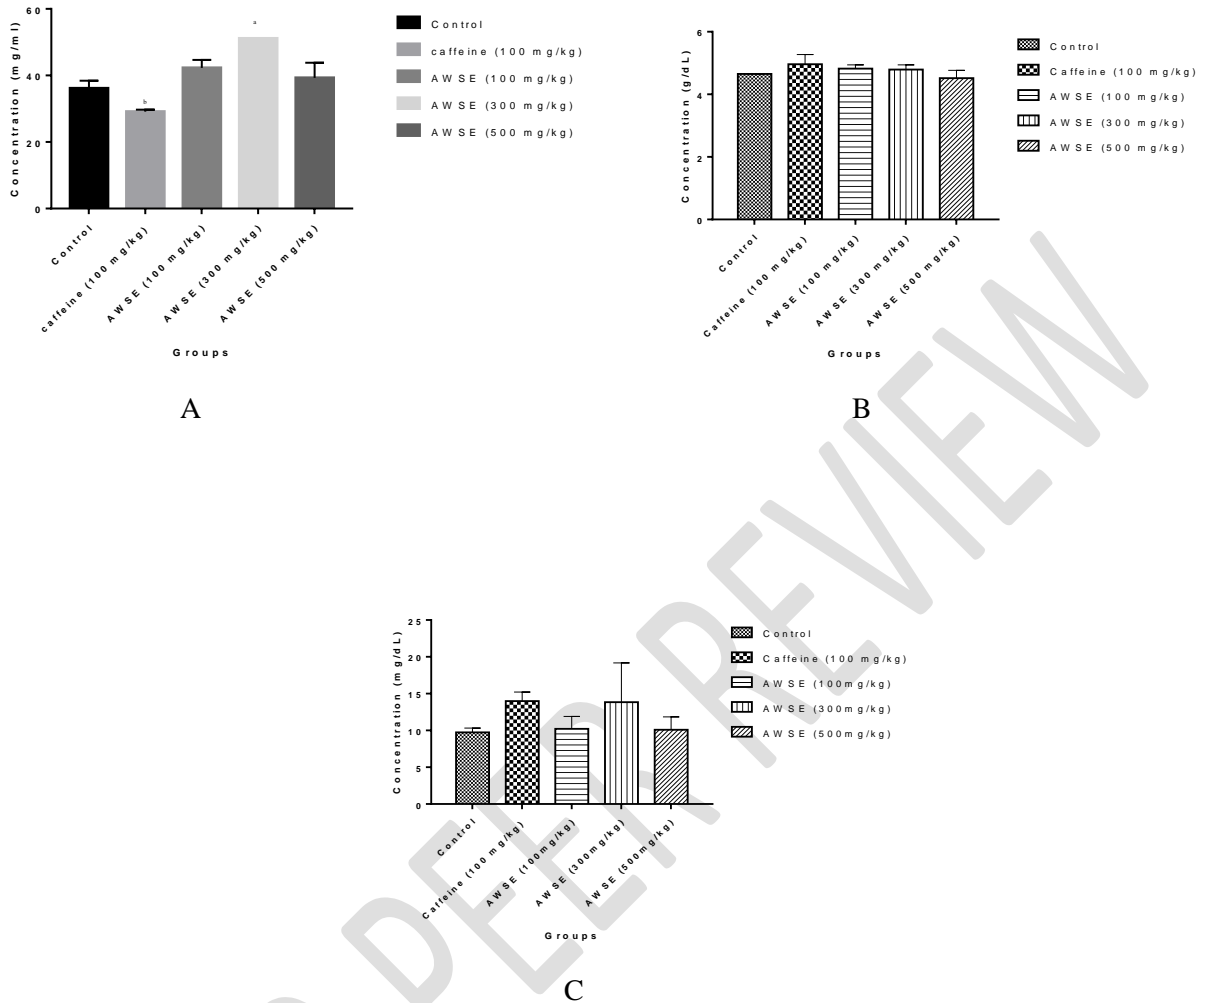 60
40
20
0
Concentration (mg/ml)
a
b
Control
caffeine (100 mg/kg)
AWSE (100 mg/kg)
AWSE (300 mg/kg)
AWSE (500 mg/kg)
Groups
Control
caffeine (100 mg/kg)
AWSE (100 mg/kg)
AWSE (300 mg/kg)
AWSE (500 mg/kg)
A
6
4
2
0
Concentration (g/dL)
Control
Caffeine (100 mg/kg)
AWSE (100 mg/kg)
AWSE (300 mg/kg)
AWSE (500 mg/kg)
Groups
Control
Caffeine (100 mg/kg)
AWSE (100 mg/kg)
AWSE (300 mg/kg)
AWSE (500 mg/kg)
B
25
20
15
10
5
0
Concentration (mg/dL)
Control
Caffeine (100 mg/kg)
AWSE (100mg/kg)
AWSE (300mg/kg)
AWSE (500mg/kg)
Groups
Control
Caffeine (100 mg/kg)
AWSE (100mg/kg)
AWSE (300mg/kg)
AWSE (500mg/kg)
C
PEER REVIEW